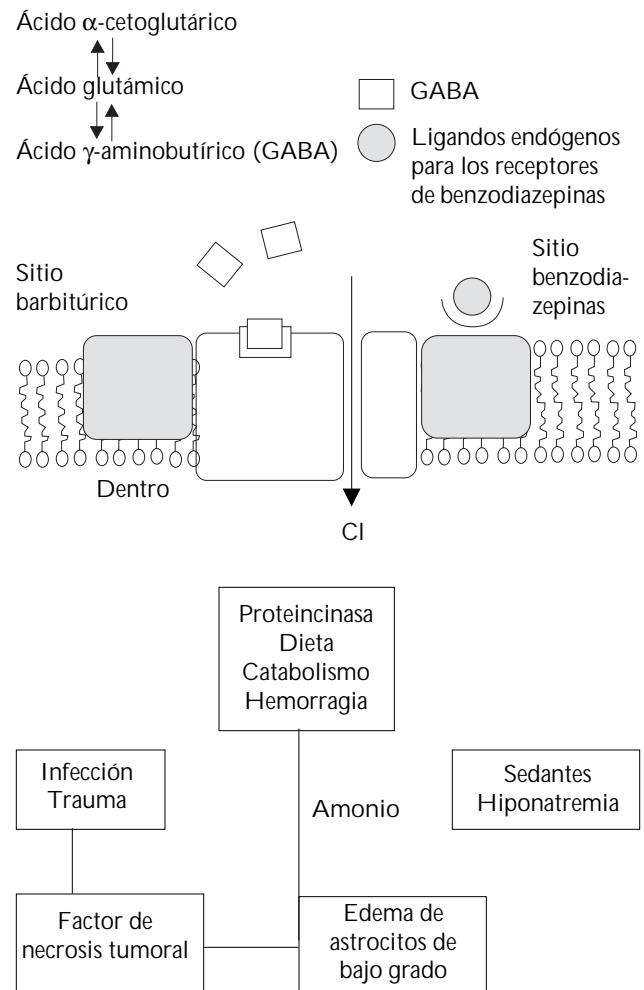 Ácido α-cetoglutárico
Ácido glutámico
Ácido γ-aminobutírico (GABA)
GABA
Ligandos endógenos
para los receptores
de benzodiazepinas
Sitio
barbitúrico
Sitio
benzodia-
zepinas
Dentro
Cl
Proteincinasa
Dieta
Catabolismo
Hemorragia
Infección
Trauma
Amonio
Sedantes
Hiponatremia
Factor de
necrosis tumoral
Edema de
astrocitos de
bajo grado